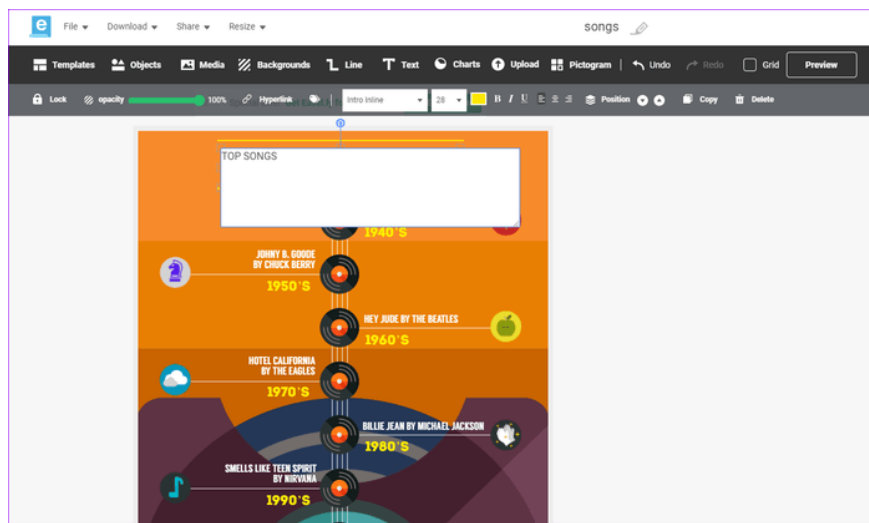 e File Download Share Resize songs
Templates Objects Media Backgrounds Line Text Charts Upload Pictogram Undo Redo Grid Preview
Lock opacity 100% Hyperlink Intro Inline 28 B I U Position Copy Delete
TOP SONGS
1940'S
JOHNY B. GOODE
BY CHUCK BERRY
1950'S
HEY JUDE BY THE BEATLES
1960'S
HOTEL CALIFORNIA
BY THE EAGLES
1970'S
BILLIE JEAN BY MICHAEL JACKSON
1980'S
SMELLS LIKE TEEN SPIRIT
BY NIRVANA
1990'S